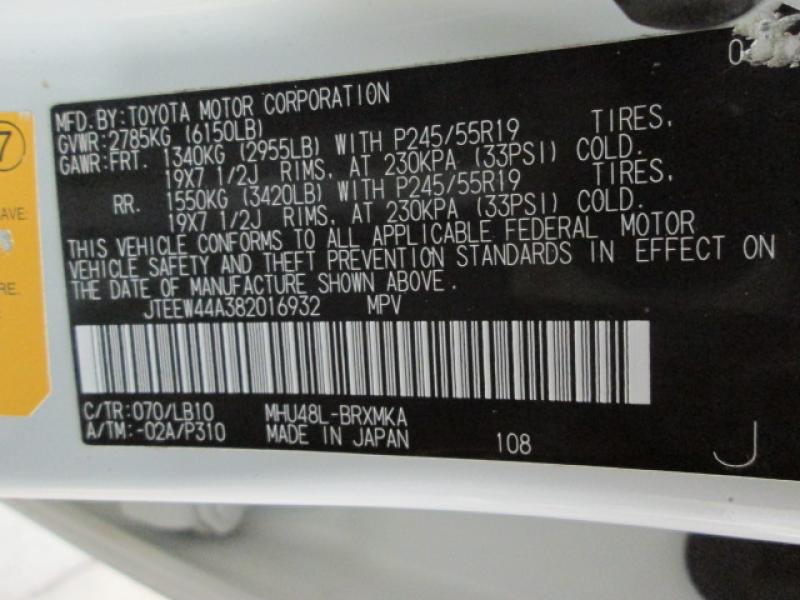 0
MFD.BY:TOYOTA MOTOR CORPORATION
GVWR:2785KG (6150LB)
GAWR:FRT. 1340KG (2955LB) WITH P245/55R19 TIRES,
19X7 1/2J RIMS, AT 230KPA (33PSI) COLD.
RR. 1550KG (3420LB) WITH P245/55R19 TIRES,
19X7 1/2J RIMS, AT 230KPA (33PSI) COLD.
THIS VEHICLE CONFORMS TO ALL APPLICABLE FEDERAL MOTOR
VEHICLE SAFETY AND THEFT PREVENTION STANDARDS IN EFFECT ON
THE DATE OF MANUFACTURE SHOWN ABOVE.
JTEEW44A382016932 MPV
C/TR:070/LB10 MHU48L-BRXMKA
A/TM:-02A/P310 MADE IN JAPAN 108
J
7
AVE
RE.